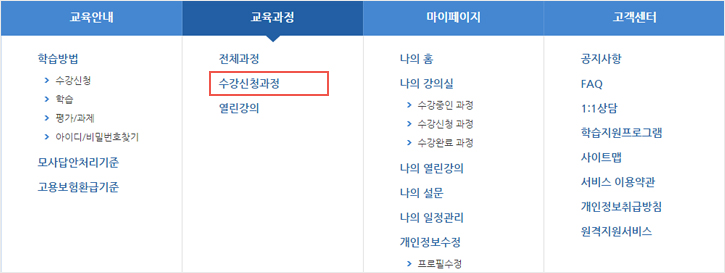 교육안내
교육과정
마이페이지
고객센터
학습방법
수강신청
학습
평가/과제
아이디/비밀번호찾기
모사답안처리기준
고용보험환급기준
전체과정
수강신청과정
열린강의
나의 홈
나의 강의실
수강중인 과정
수강신청 과정
수강완료 과정
나의 열린강의
나의 설문
나의 일정관리
개인정보수정
프로필수정
공지사항
FAQ
1:1상담
학습지원프로그램
사이트맵
서비스 이용약관
개인정보취급방침
원격지원서비스